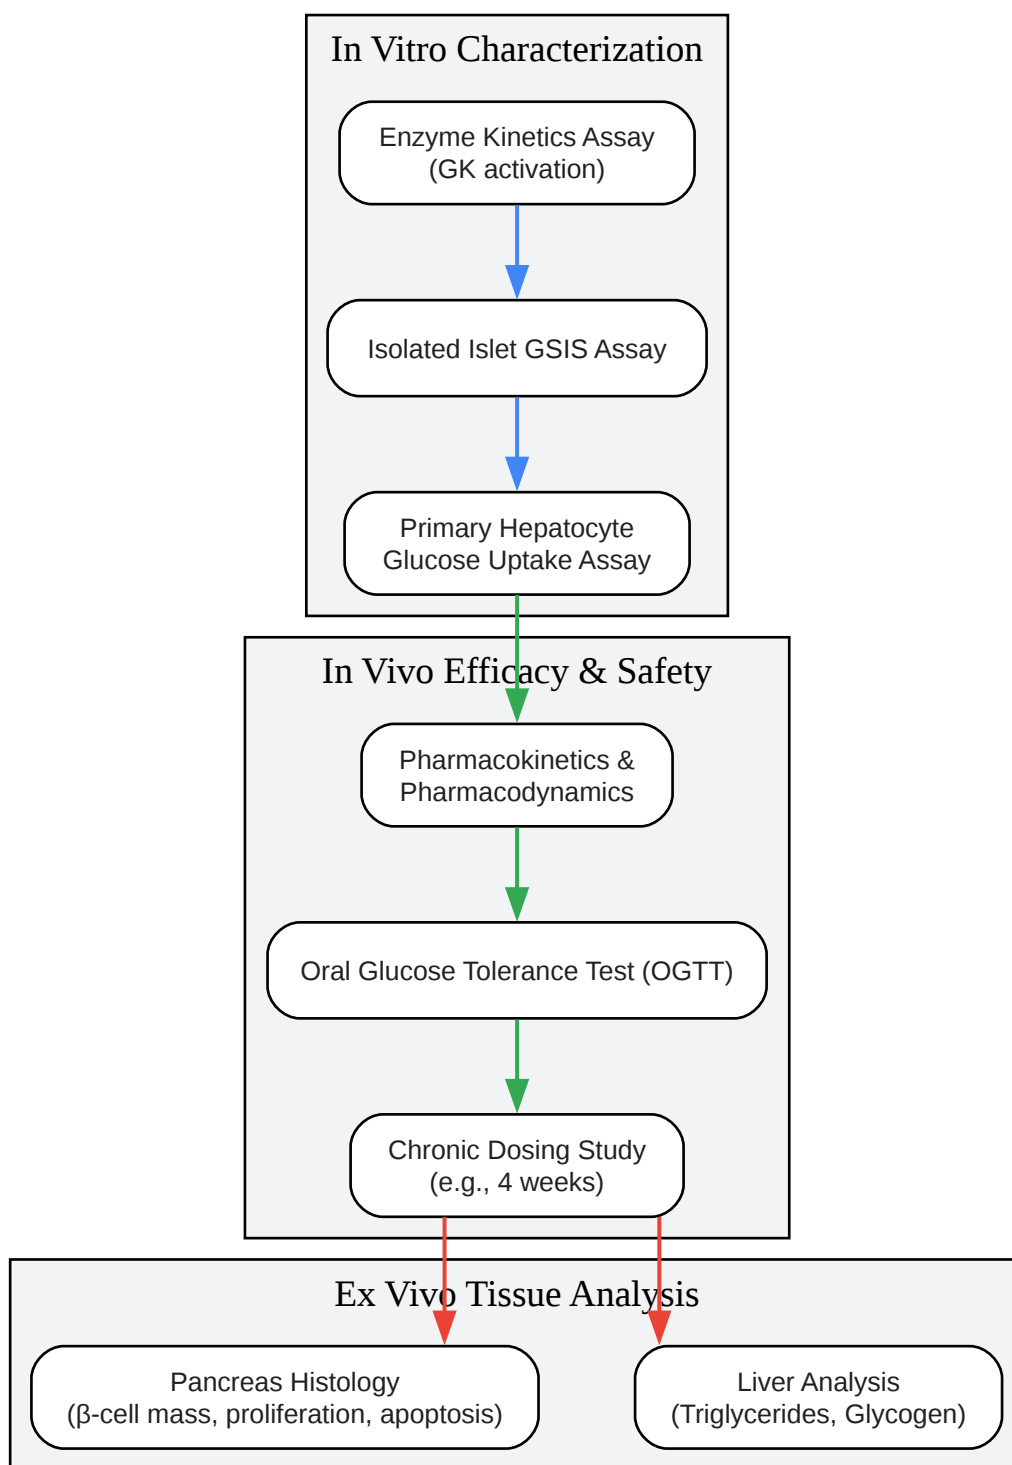 In Vitro Characterization
Enzyme Kinetics Assay
(GK activation)
Isolated Islet GSIS Assay
Primary Hepatocyte
Glucose Uptake Assay
In Vivo Efficacy & Safety
Pharmacokinetics &
Pharmacodynamics
Oral Glucose Tolerance Test (OGTT)
Chronic Dosing Study
(e.g., 4 weeks)
Ex Vivo Tissue Analysis
Pancreas Histology
(β-cell mass, proliferation, apoptosis)
Liver Analysis
(Triglycerides, Glycogen)